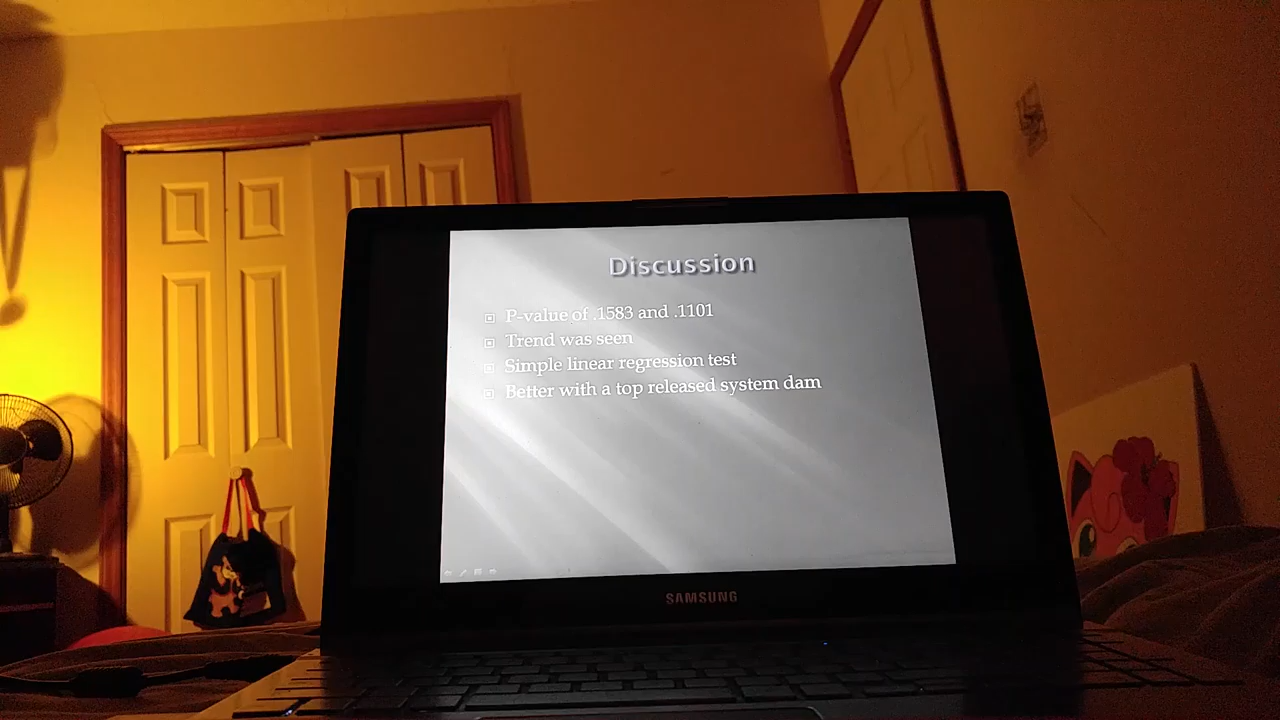 Discussion
P-value of .1583 and .1101
Trend was seen
Simple linear regression test
Better with a top released system dam
SAMSUNG